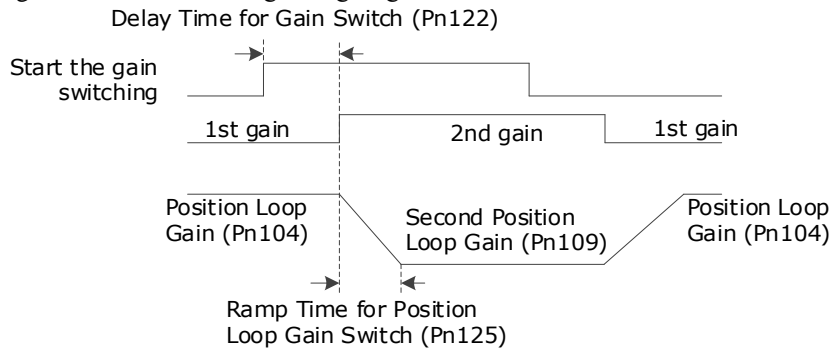 Delay Time for Gain Switch (Pn122)
Start the gain
switching
1st gain
2nd gain
1st gain
Position Loop
Gain (Pn104)
Second Position
Loop Gain (Pn109)
Position Loop
Gain (Pn104)
Ramp Time for Position
Loop Gain Switch (Pn125)